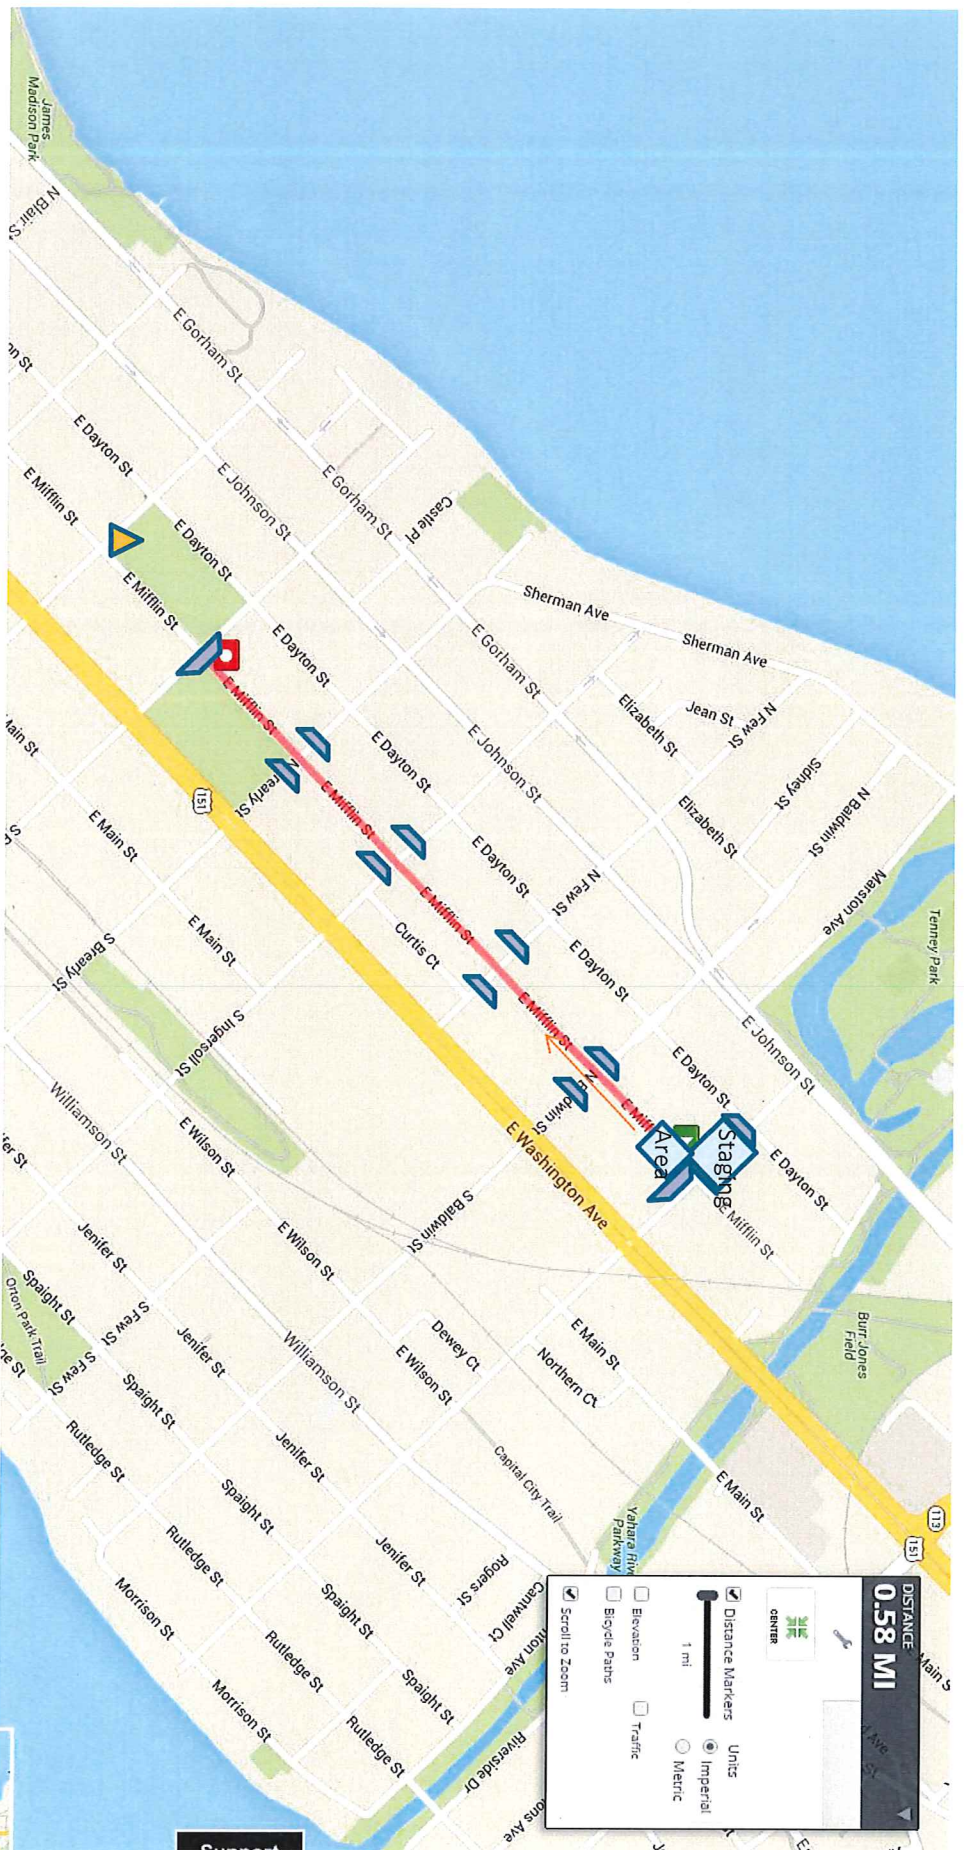 James
Madison Park
N Blair St
E Gorham St
E Dayton St
E Mifflin St
E Johnson St
E Gorham St
Castle Pl
E Dayton St
E Mifflin St
Sherman Ave
Sherman Ave
E Gorham St
E Dayton St
E Mifflin St
Elizabeth St
Jean St
N Few St
Sidney St
N Baldwin St
Elizabeth St
Marston Ave
Tenney Park
E Johnson St
E Dayton St
E Mifflin St
151
E Main St
E Dayton St
N Few St
E Mifflin St
Curtis Ct
E Main St
S Brearly St
E Dayton St
E Mifflin St
E Johnson St
E Dayton St
S Ingersoll St
Williamson St
E Wilson St
E Washington Ave
Staging
Area
E Dayton St
E Mifflin St
S Baldwin St
E Wilson St
Jenifer St
Spaight St
Orton Park Trail
S Few St
S Few St
Jenifer St
Williamson St
Dewey Ct
E Wilson St
E Main St
Northern Ct
Burr Jones
Field
Spaight St
Rutledge St
Jenifer St
Capital City Trail
E Main St
113
151
Spaight St
Rutledge St
Jenifer St
Rogers St
Cantwell Ct
Morrison St
Spaight St
Rutledge St
Spaight St
Morrison St
Rutledge St
Riverside Dr
DISTANCE
0.58 MI
CENTER
Distance Markers
1 mi
Units
Imperial
Metric
Elevation
Traffic
Bicycle Paths
Scroll to Zoom
Support